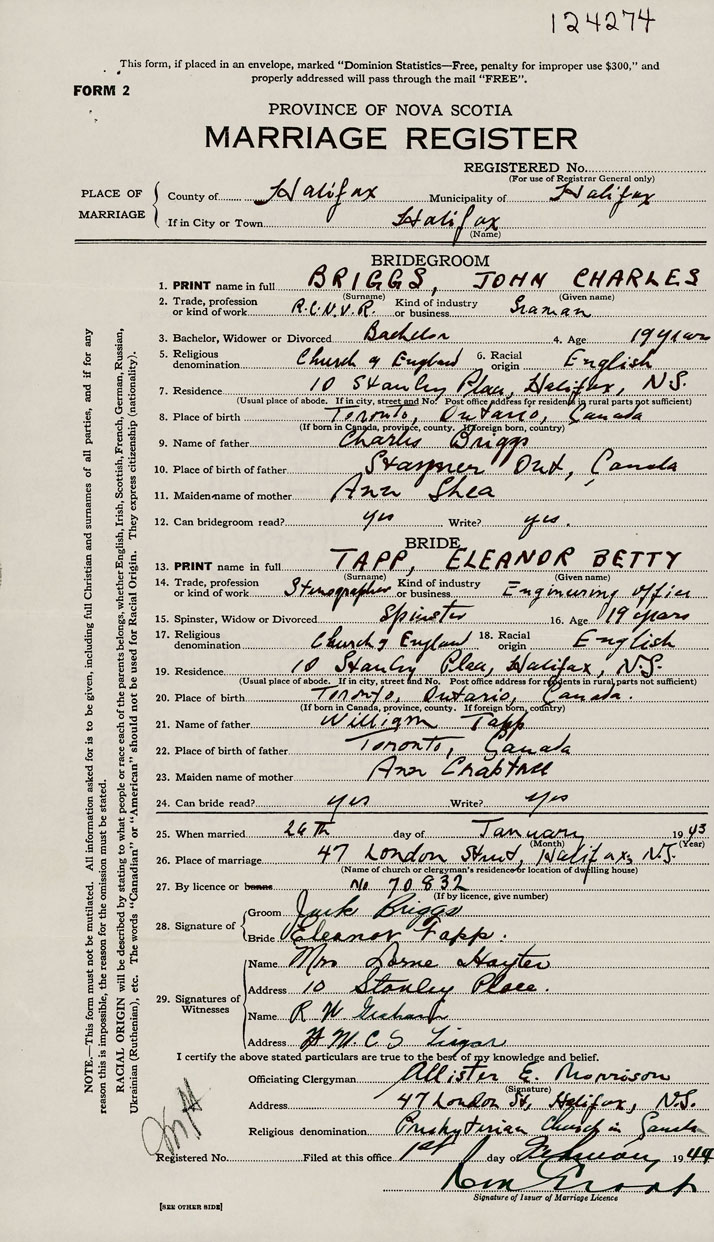 124274
This form, if placed in an envelope, marked "Dominion Statistics—Free, penalty for improper use $300," and
properly addressed will pass through the mail "FREE".
FORM 2
PROVINCE OF NOVA SCOTIA
MARRIAGE REGISTER
REGISTERED No.
(For use of Registrar General only)
PLACE OF MARRIAGE
County of Halifax Municipality of Halifax
If in City or Town Halifax
(Name)
BRIDEGROOM
1. PRINT name in full BRIGGS, JOHN CHARLES
(Surname) (Given name)
2. Trade, profession or kind of work R.C.N.V.R. Kind of industry or business Seaman
3. Bachelor, Widower or Divorced Bachelor 4. Age 19 years
5. Religious denomination Church of England 6. Racial origin English
7. Residence 10 Stanley Place, Halifax, N.S.
(Usual place of abode. If in city, street and No. Post office address for residents in rural parts not sufficient)
8. Place of birth Toronto, Ontario, Canada
(If born in Canada, province, county. If foreign born, country)
9. Name of father Charles Briggs
10. Place of birth of father Ont, Canada
11. Maiden name of mother Ann Shea
12. Can bridegroom read? yes Write? yes.
BRIDE
13. PRINT name in full TAPP, ELEANOR BETTY
(Surname) (Given name)
14. Trade, profession or kind of work Stenographer Kind of industry or business Engineering office
15. Spinster, Widow or Divorced Spinster 16. Age 19 years
17. Religious denomination Church of England 18. Racial origin English
19. Residence 10 Stanley Place, Halifax, N.S.
(Usual place of abode. If in city, street and No. Post office address for residents in rural parts not sufficient)
20. Place of birth Toronto, Ontario, Canada.
(If born in Canada, province, county. If foreign born, country)
21. Name of father William Tapp
22. Place of birth of father Toronto, Canada
23. Maiden name of mother Ann Crabtree
24. Can bride read? yes Write? yes
25. When married 26th day of January 1943
(Month) (Year)
26. Place of marriage 47 London Street, Halifax, N.S.
(Name of church or clergyman's residence or location of dwelling house)
27. By licence or banns No 70832
(If by licence, give number)
28. Signature of
Groom Jack Briggs
Bride Eleanor Tapp.
29. Signatures of Witnesses
Name Mrs Lorne Hayter
Address 10 Stanley Place.
Name R W Graham
Address H.M.C.S
I certify the above stated particulars are true to the best of my knowledge and belief.
Officiating Clergyman Allister E. Morrison
(Signature)
Address 47 London St, Halifax, N.S.
Religious denomination Presbyterian Church in Canada
Registered No. Filed at this office 1st day of February 1944
Signature of Issuer of Marriage Licence
[SEE OTHER SIDE]
NOTE.—This form must not be mutilated. All information asked for is to be given, including full Christian and surnames of all parties, and if for any
reason this is impossible, the reason for the omission must be stated.
RACIAL ORIGIN will be described by stating to what people or race each of the parents belongs, whether English, Irish, Scottish, French, German, Russian,
Ukrainian (Ruthenian), etc. The words "Canadian" or "American" should not be used for Racial Origin. They express citizenship (nationality).